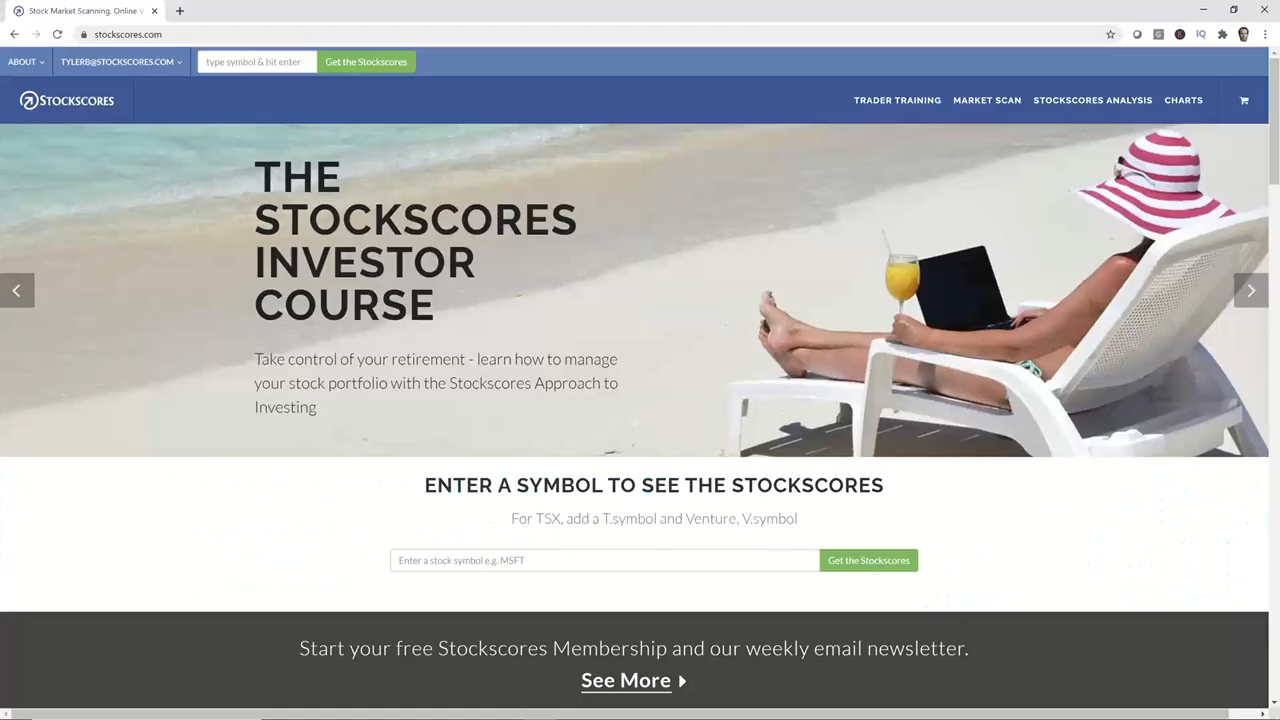 Stock Market Scanning, Online V
stockscores.com
ABOUT
TYLERB@STOCKSCORES.COM
type symbol & hit enter
Get the Stockscores
STOCKSCORES
TRADER TRAINING
MARKET SCAN
STOCKSCORES ANALYSIS
CHARTS
THE
STOCKSCORES
INVESTOR
COURSE
Take control of your retirement - learn how to manage
your stock portfolio with the Stockscores Approach to
Investing
ENTER A SYMBOL TO SEE THE STOCKSCORES
For TSX, add a T.symbol and Venture, V.symbol
Enter a stock symbol e.g. MSFT
Get the Stockscores
Start your free Stockscores Membership and our weekly email newsletter.
See More